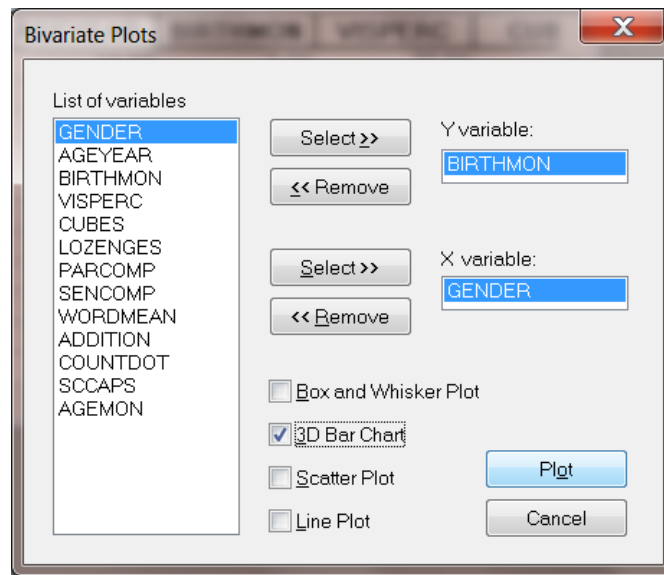 Bivariate Plots
List of variables
GENDER
AGEYEAR
BIRTHMON
VISPERC
CUBES
LOZENGES
PARCOMP
SENCOMP
WORDMEAN
ADDITION
COUNTDOT
SCCAPS
AGEMON
Select >>
<< Remove
Y variable:
BIRTHMON
Select >>
<< Remove
X variable:
GENDER
Box and Whisker Plot
3D Bar Chart
Scatter Plot
Line Plot
Plot
Cancel